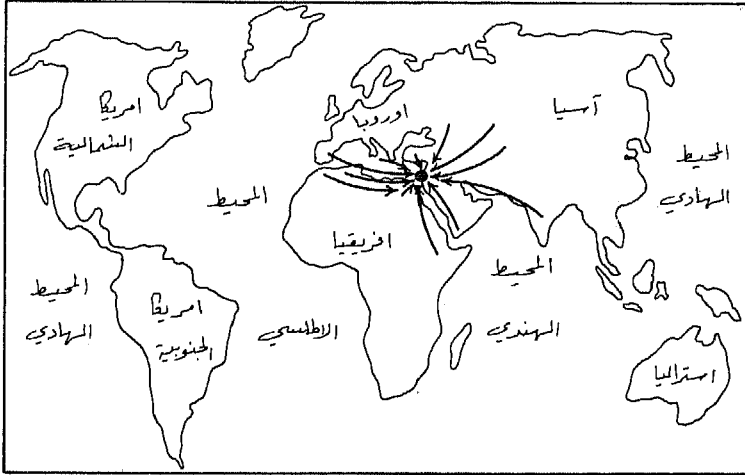 امريكا
الشمالية
اوروبا
آسيا
المحيط
الهادي
المحيط
افريقيا
المحيط
الهندي
المحيط
الهادي
امريكا
الجنوبية
الاطلسي
استراليا